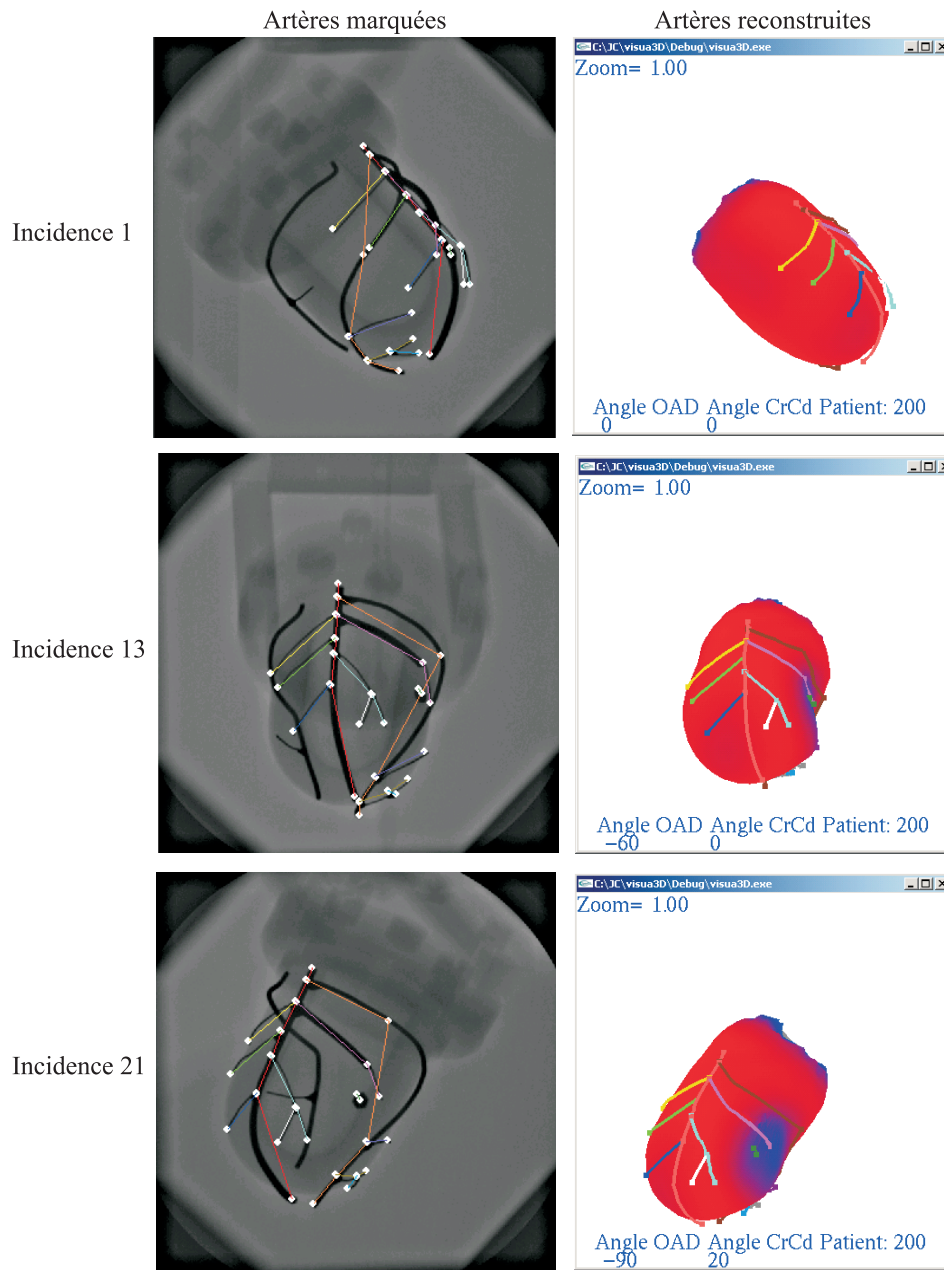 Artères marquées
Artères reconstruites
Incidence 1
C:\JC\visua3D\Debug\visua3D.exe
Zoom= 1.00
Angle OAD Angle CrCd Patient: 200
0 0
Incidence 13
C:\JC\visua3D\Debug\visua3D.exe
Zoom= 1.00
Angle OAD Angle CrCd Patient: 200
−60 0
Incidence 21
C:\JC\visua3D\Debug\visua3D.exe
Zoom= 1.00
Angle OAD Angle CrCd Patient: 200
−90 20